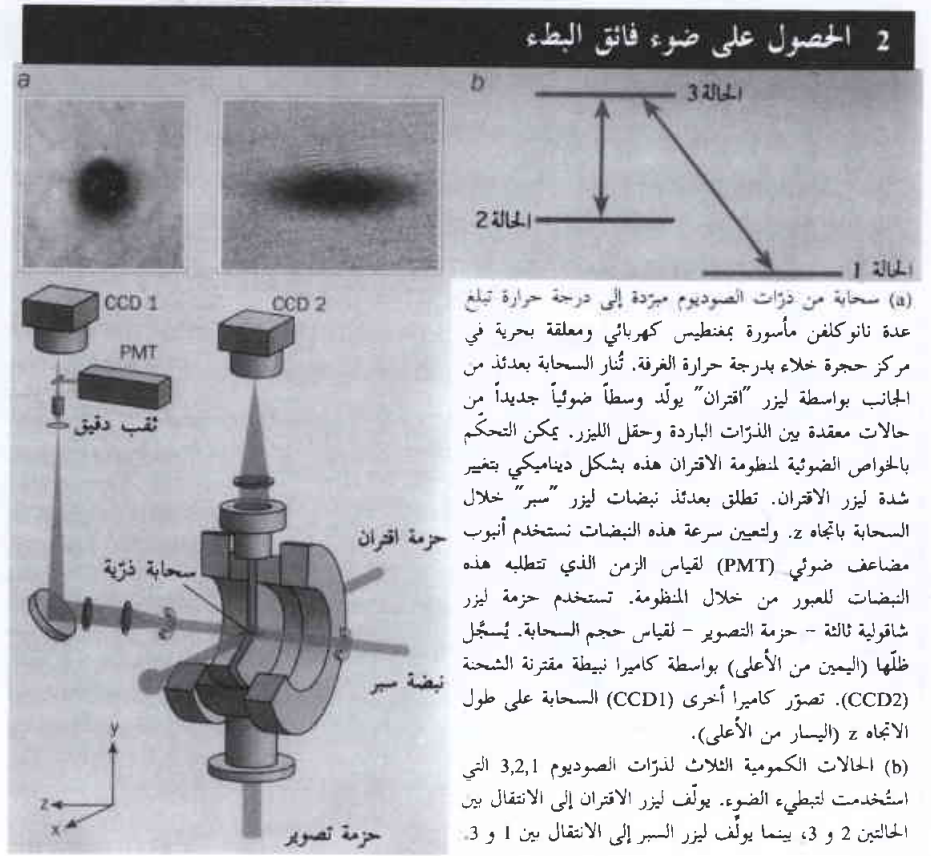 2 الحصول على ضوء فائق البطء
a
b
الحالة 3
الحالة 2
الحالة 1
CCD 1
CCD 2
PMT
ثقب دقيق
حزمة اقتران
سحابة ذرّية
نبضة سبر
y
z
x
حزمة تصوير
(a) سحابة من ذرّات الصوديوم مبرّدة إلى درجة حرارة تبلغ
عدة نانوكلفن مأسورة بمغنطيس كهربائي ومعلقة بحرية في
مركز حجرة خلاء بدرجة حرارة الغرفة. تُنار السحابة بعدئذ من
الجانب بواسطة ليزر "اقتران" يولّد وسطاً ضوئياً جديداً من
حالات معقدة بين الذرّات الباردة وحقل الليزر. يمكن التحكّم
بالخواص الضوئية لمنظومة الاقتران هذه بشكل ديناميكي بتغيير
شدة ليزر الاقتران. تطلق بعدئذ نبضات ليزر "سبر" خلال
السحابة باتجاه z. ولتعيين سرعة هذه النبضات نستخدم أنبوب
مضاعف ضوئي (PMT) لقياس الزمن الذي تتطلبه هذه
النبضات للعبور من خلال المنظومة. تستخدم حزمة ليزر
شاقولية ثالثة - حزمة التصوير - لقياس حجم السحابة. يُسجَّل
ظلّها (اليمين من الأعلى) بواسطة كاميرا نبيطة مقترنة الشحنة
(CCD2). تصوّر كاميرا أخرى (CCD1) السحابة على طول
الاتجاه z (اليسار من الأعلى).
(b) الحالات الكمومية الثلاث لذرّات الصوديوم 3,2,1 التي
استُخدمت لتبطيء الضوء. يولّف ليزر الاقتران إلى الانتقال بين
الحالتين 2 و 3، بينما يولَّف ليزر السبر إلى الانتقال بين 1 و 3.